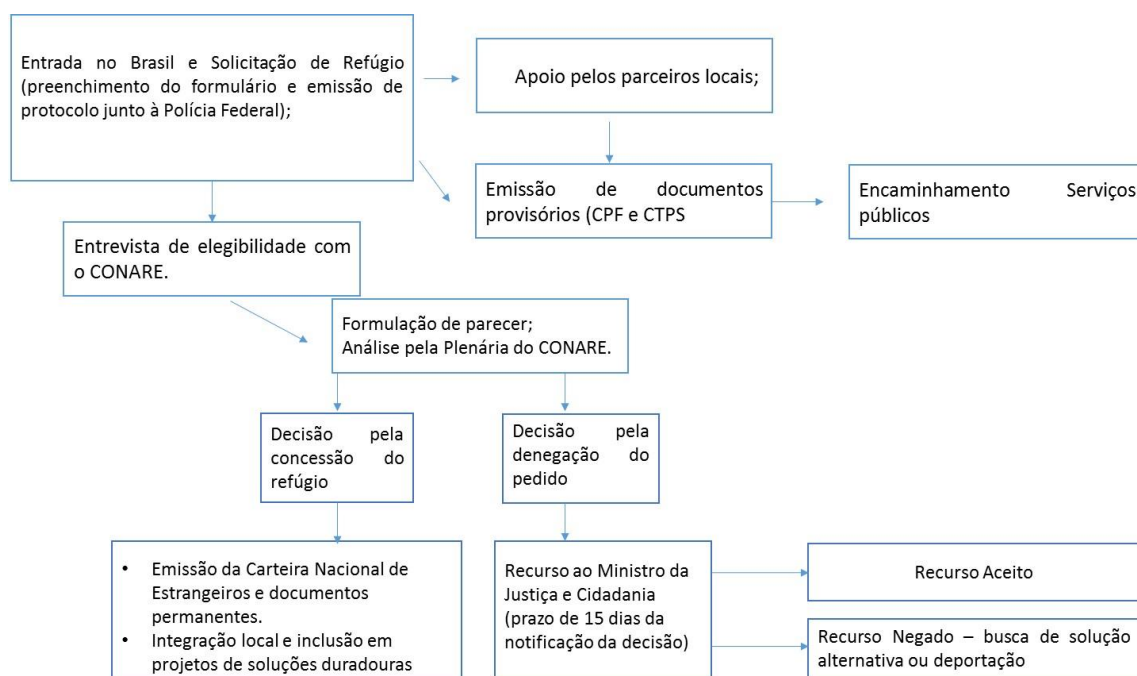 Entrada no Brasil e Solicitação de Refúgio
(preenchimento do formulário e emissão de
protocolo junto à Polícia Federal);
Apoio pelos parceiros locais;
Emissão de documentos
provisórios (CPF e CTPS
Encaminhamento Serviços
públicos
Entrevista de elegibilidade com
o CONARE.
Formulação de parecer;
Análise pela Plenária do CONARE.
Decisão pela
concessão do
refúgio
Decisão pela
denegação do
pedido
• Emissão da Carteira Nacional de
Estrangeiros e documentos
permanentes.
• Integração local e inclusão em
projetos de soluções duradouras
Recurso ao Ministro da
Justiça e Cidadania
(prazo de 15 dias da
notificação da decisão)
Recurso Aceito
Recurso Negado – busca de solução
alternativa ou deportação